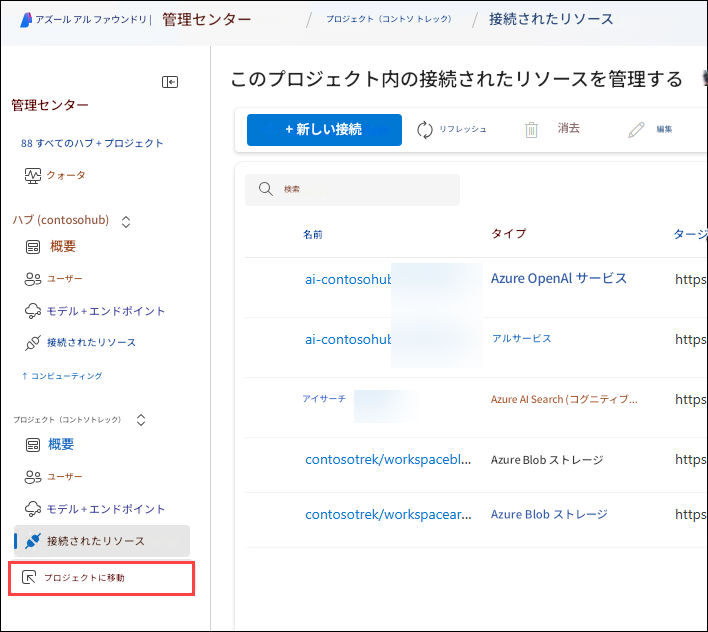 アズール アル ファウンドリ | 管理センター / プロジェクト（コントソ トレック） / 接続されたリソース
このプロジェクト内の接続されたリソースを管理する
管理センター
88 すべてのハブ + プロジェクト
クォータ
ハブ (contosohub)
概要
ユーザー
モデル + エンドポイント
接続されたリソース
↑ コンピューティング
プロジェクト（コントソトレック）
概要
ユーザー
モデル + エンドポイント
接続されたリソース
プロジェクトに移動
+ 新しい接続 リフレッシュ 消去 編集
検索
名前 タイプ タージ
ai-contosohub Azure OpenAl サービス https
ai-contosohub アルサービス https
アイサーチ Azure AI Search (コグニティブ... https
contosotrek/workspacebl... Azure Blob ストレージ https
contosotrek/workspacear... Azure Blob ストレージ https